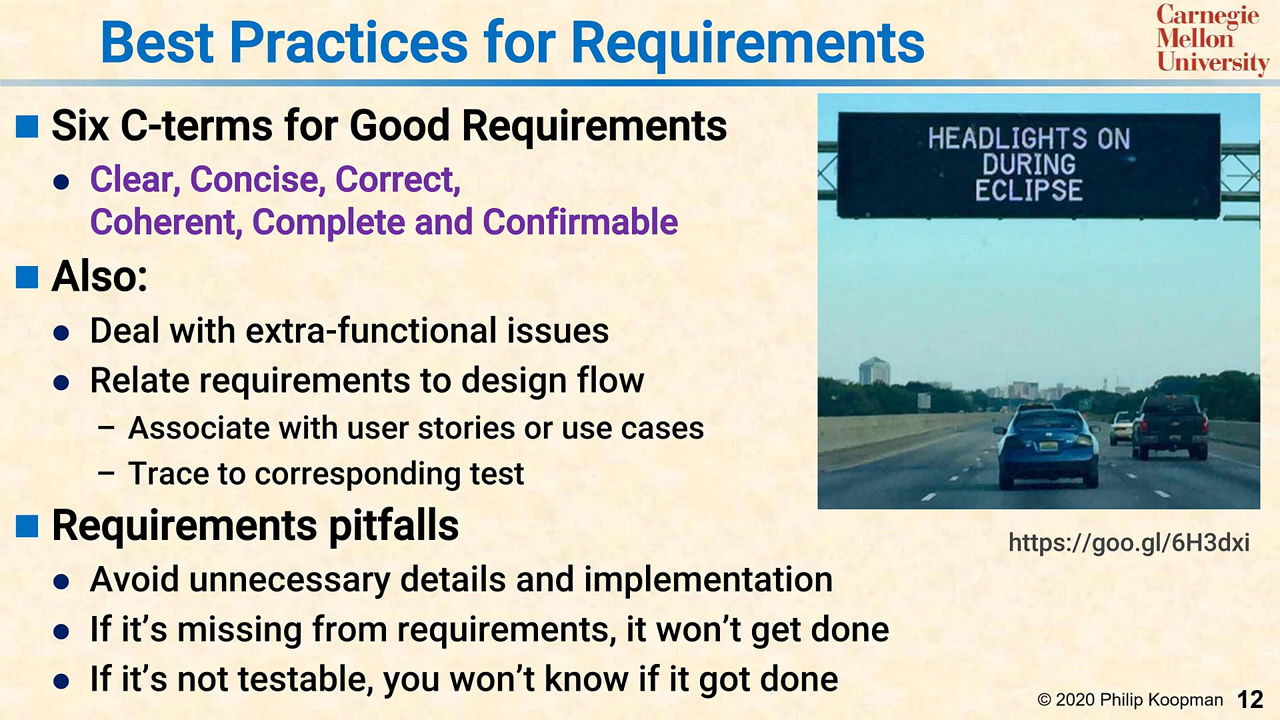 Best Practices for Requirements
Carnegie
Mellon
University
■ Six C-terms for Good Requirements
● Clear, Concise, Correct,
Coherent, Complete and Confirmable
■ Also:
● Deal with extra-functional issues
● Relate requirements to design flow
– Associate with user stories or use cases
– Trace to corresponding test
■ Requirements pitfalls
● Avoid unnecessary details and implementation
● If it’s missing from requirements, it won’t get done
● If it’s not testable, you won’t know if it got done
HEADLIGHTS ON
DURING
ECLIPSE
https://goo.gl/6H3dxi
© 2020 Philip Koopman 12